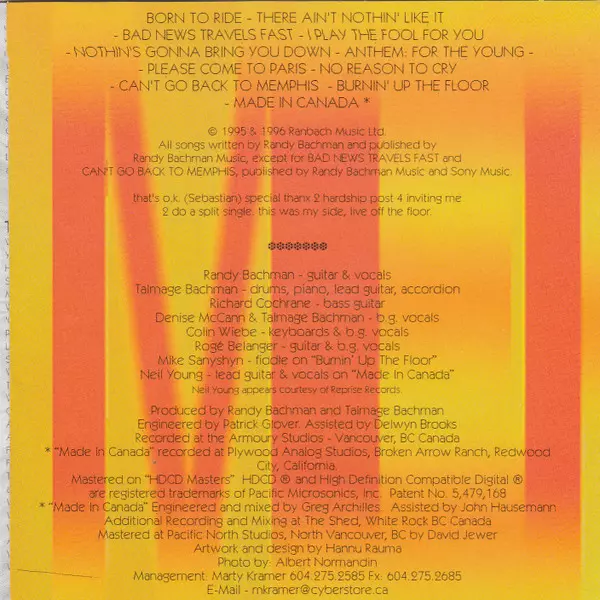 BORN TO RIDE - THERE AIN'T NOTHIN' LIKE IT
- BAD NEWS TRAVELS FAST - I PLAY THE FOOL FOR YOU
- NOTHIN'S GONNA BRING YOU DOWN - ANTHEM: FOR THE YOUNG -
- PLEASE COME TO PARIS - NO REASON TO CRY
- CAN'T GO BACK TO MEMPHIS - BURNIN' UP THE FLOOR
- MADE IN CANADA *
© 1995 & 1996 Ranbach Music Ltd.
All songs written by Randy Bachman and published by
Randy Bachman Music, except for BAD NEWS TRAVELS FAST and
CAN'T GO BACK TO MEMPHIS, published by Randy Bachman Music and Sony Music.
that's o.k. (Sebastian) special thanx 2 hardship post 4 inviting me
2 do a split single. this was my side, live off the floor.
*******
Randy Bachman - guitar & vocals
Talmage Bachman - drums, piano, lead guitar, accordion
Richard Cochrane - bass guitar
Denise McCann & Talmage Bachman - b.g. vocals
Colin Wiebe - keyboards & b.g. vocals
Rogé Belanger - guitar & b.g. vocals
Mike Sanyshyn - fiddle on "Burnin' Up The Floor"
Neil Young - lead guitar & vocals on "Made In Canada"
Neil Young appears courtesy of Reprise Records.
Produced by Randy Bachman and Talmage Bachman
Engineered by Patrick Glover. Assisted by Delwyn Brooks
Recorded at the Armoury Studios - Vancouver, BC Canada
* "Made In Canada" recorded at Plywood Analog Studios, Broken Arrow Ranch, Redwood
City, California.
Mastered on "HDCD Masters" HDCD ® and High Definition Compatible Digital ®
are registered trademarks of Pacific Microsonics, Inc. Patent No. 5,479,168
* "Made In Canada" Engineered and mixed by Greg Archilles. Assisted by John Hausemann
Additional Recording and Mixing at The Shed, White Rock BC Canada
Mastered at Pacific North Studios, North Vancouver, BC by David Jewer
Artwork and design by Hannu Rauma
Photo by: Albert Normandin
Management: Marty Kramer 604.275.2585 Fx: 604.275.2685
E-Mail - mkramer@cyberstore.ca